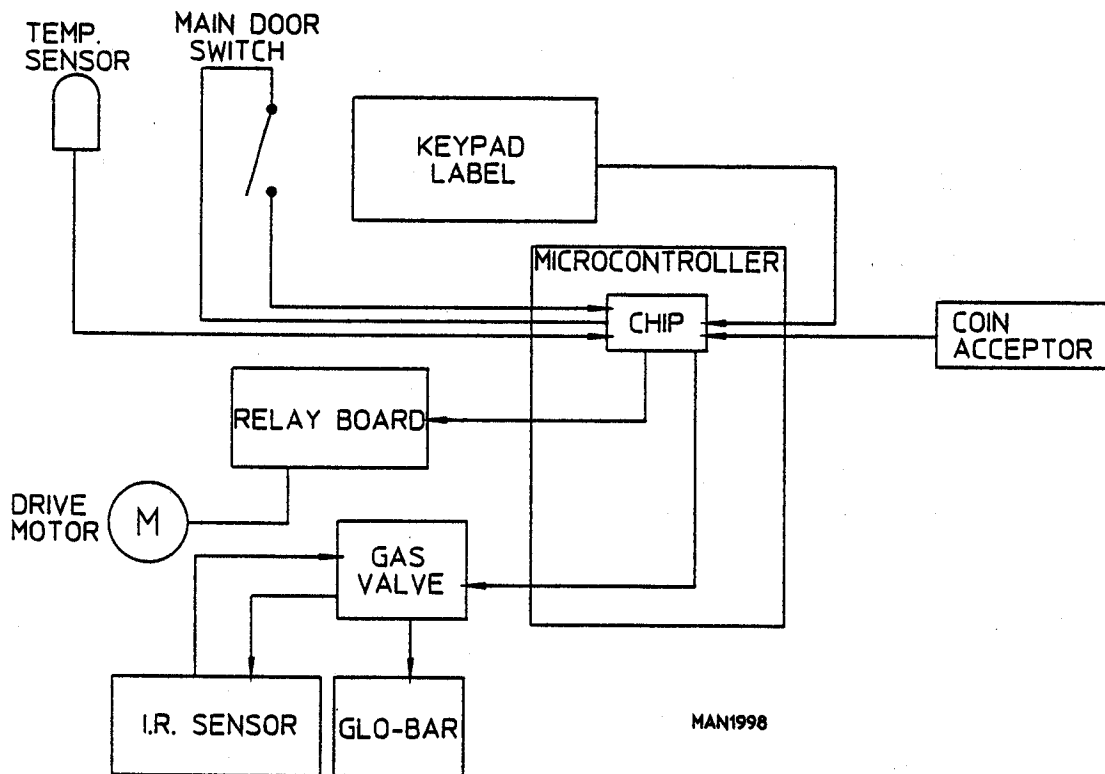 TEMP.
SENSOR
MAIN DOOR
SWITCH
KEYPAD
LABEL
MICROCONTROLLER
CHIP
COIN
ACCEPTOR
RELAY BOARD
DRIVE
MOTOR
M
GAS
VALVE
I.R. SENSOR
GLO-BAR
MAN1998